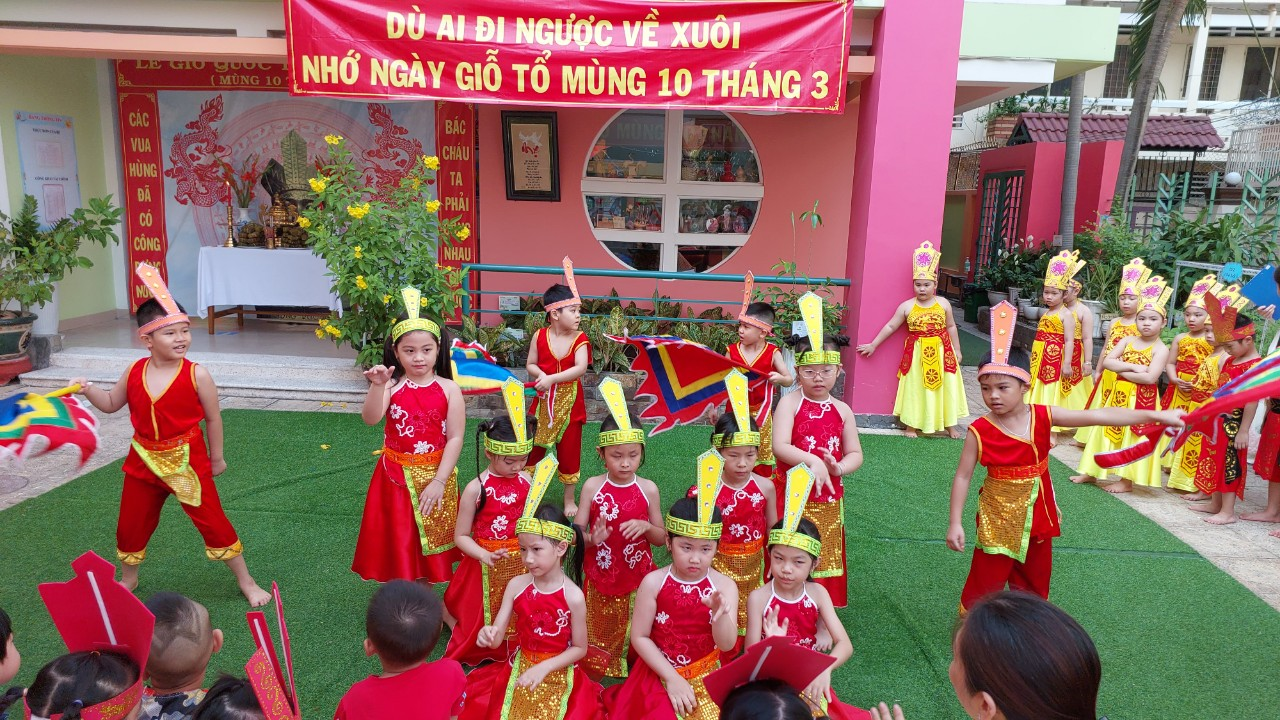 DÙ AI ĐI NGƯỢC VỀ XUÔI
NHỚ NGÀY GIỖ TỔ MÙNG 10 THÁNG 3
LỄ GIỖ QUỐC
(MÙNG 10
CÁC
VUA
HÙNG
ĐÃ
CÓ
CÔNG
BÁC
CHÁU
TA
PHẢI
NHAU